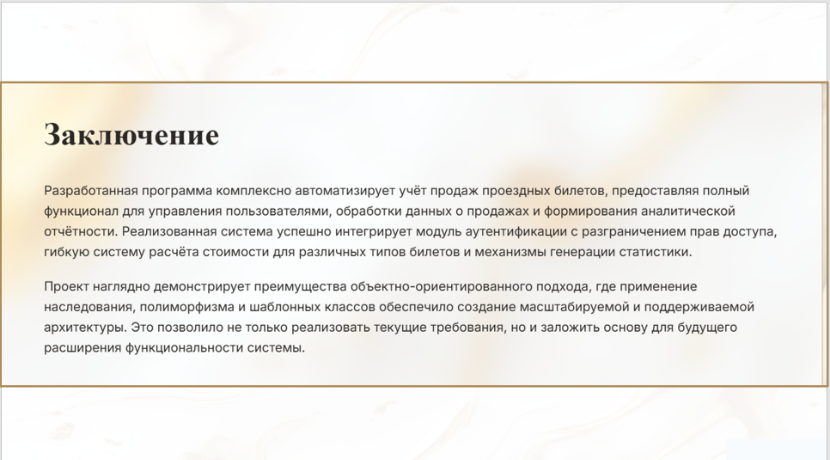 Заключение
Разработанная программа комплексно автоматизирует учёт продаж проездных билетов, предоставляя полный
функционал для управления пользователями, обработки данных о продажах и формирования аналитической
отчётности. Реализованная система успешно интегрирует модуль аутентификации с разграничением прав доступа,
гибкую систему расчёта стоимости для различных типов билетов и механизмы генерации статистики.
Проект наглядно демонстрирует преимущества объектно-ориентированного подхода, где применение
наследования, полиморфизма и шаблонных классов обеспечило создание масштабируемой и поддерживаемой
архитектуры. Это позволило не только реализовать текущие требования, но и заложить основу для будущего
расширения функциональности системы.